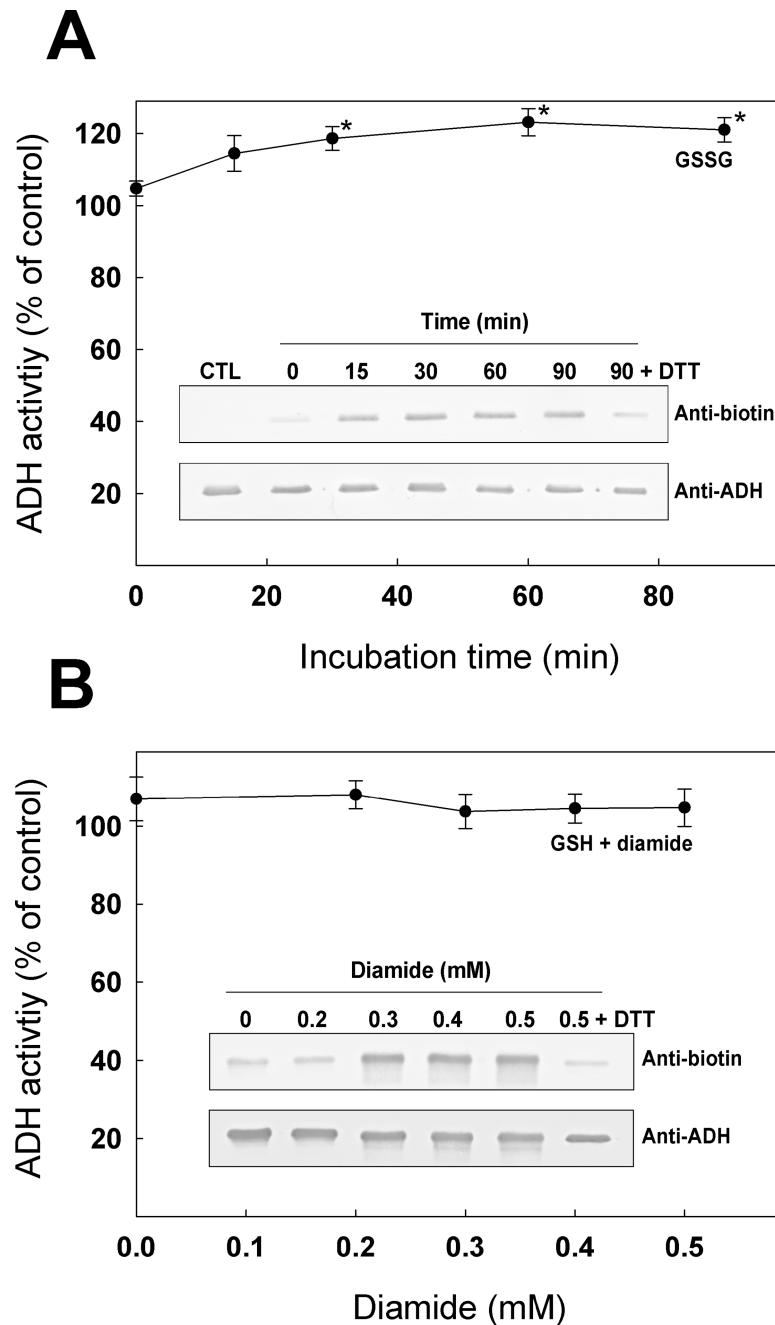 A
ADH activtiy (% of control)
120
100
80
60
40
20
*
*
*
GSSG
Time (min)
CTL 0 15 30 60 90 90 + DTT
Anti-biotin
Anti-ADH
0 20 40 60 80
Incubation time (min)
B
ADH activtiy (% of control)
100
80
60
40
20
GSH + diamide
Diamide (mM)
0 0.2 0.3 0.4 0.5 0.5 + DTT
Anti-biotin
Anti-ADH
0.0 0.1 0.2 0.3 0.4 0.5
Diamide (mM)